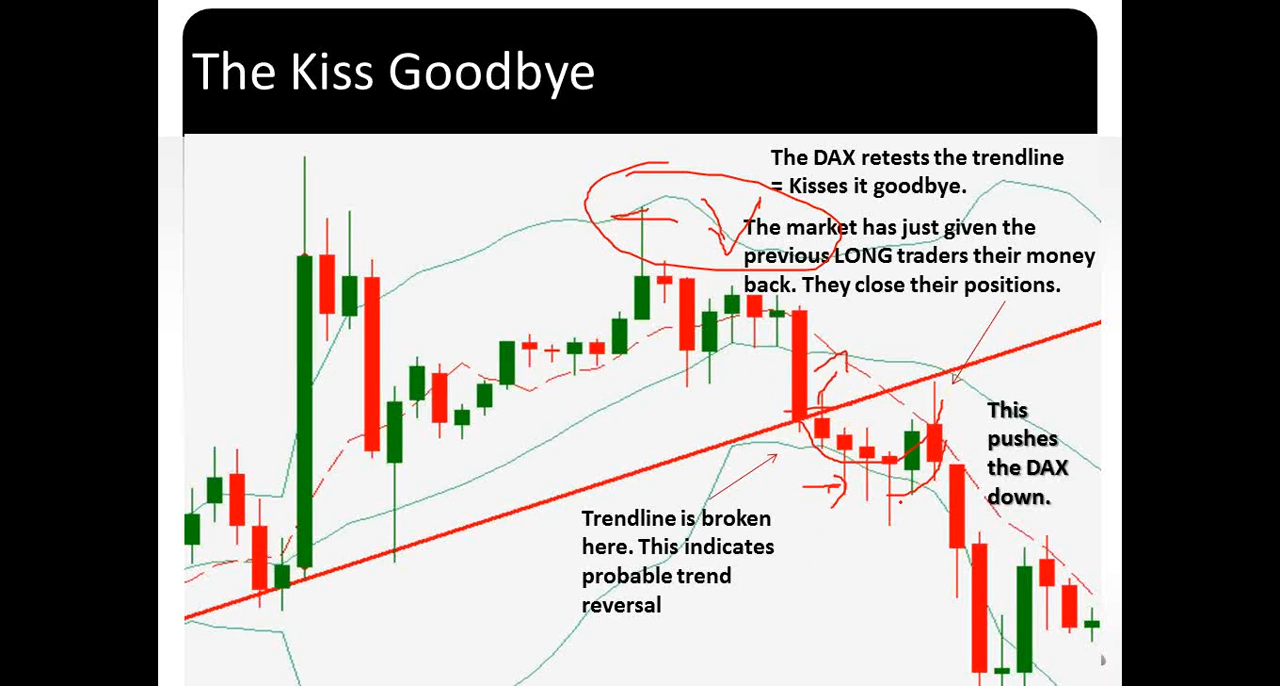 The Kiss Goodbye
The DAX retests the trendline
= Kisses it goodbye.
The market has just given the
previous LONG traders their money
back. They close their positions.
This
pushes
the DAX
down.
Trendline is broken
here. This indicates
probable trend
reversal